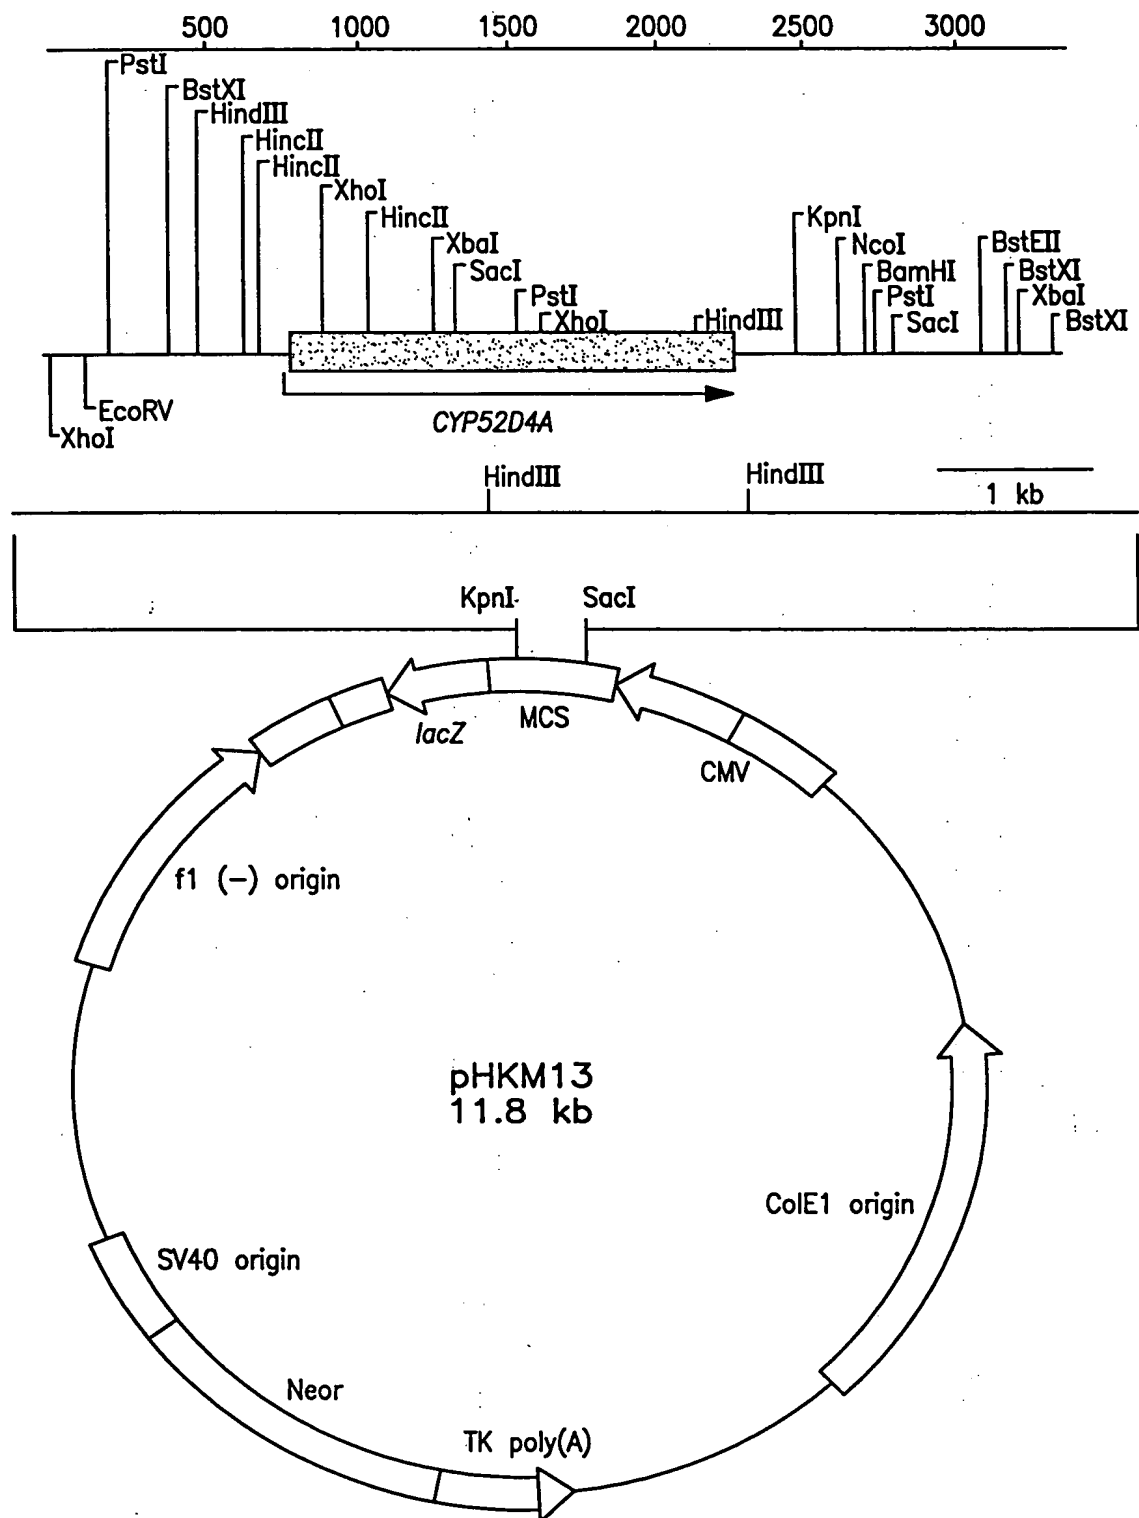 500 1000 1500 2000 2500 3000
PstI
BstXI
HindIII
HincII
HincII
XhoI
HincII
XbaI
SacI
PstI
XhoI
HindIII
KpnI
NcoI
BamHI
PstI
SacI
BstEII
BstXI
XbaI
BstXI
EcoRV
XhoI
CYP52D4A
HindIII HindIII
1 kb
KpnI SacI
lacZ MCS CMV
f1 (-) origin
pHKM13
11.8 kb
ColE1 origin
SV40 origin
Neor
TK poly(A)